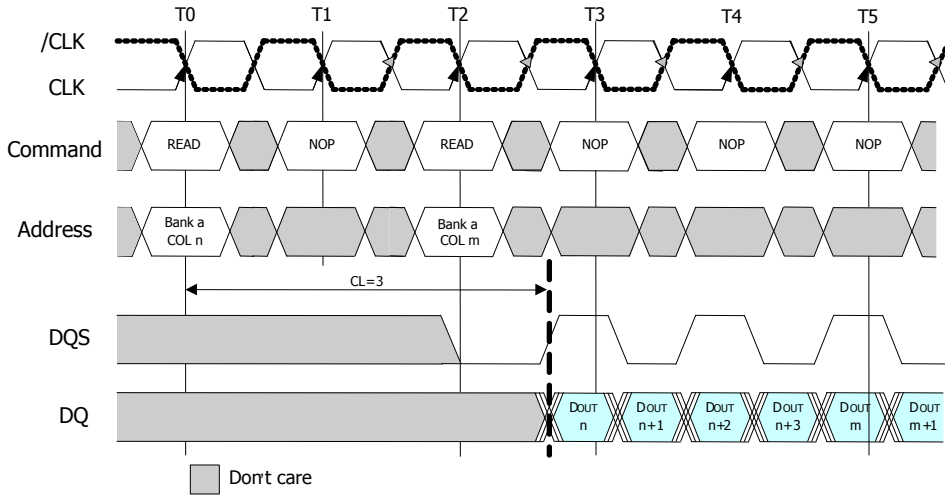 T0 T1 T2 T3 T4 T5
/CLK
CLK
Command READ NOP READ NOP NOP NOP
Address Bank a COL n Bank a COL m
CL=3
DQS
DQ DOUT n DOUT n+1 DOUT n+2 DOUT n+3 DOUT m DOUT m+1
Don't care